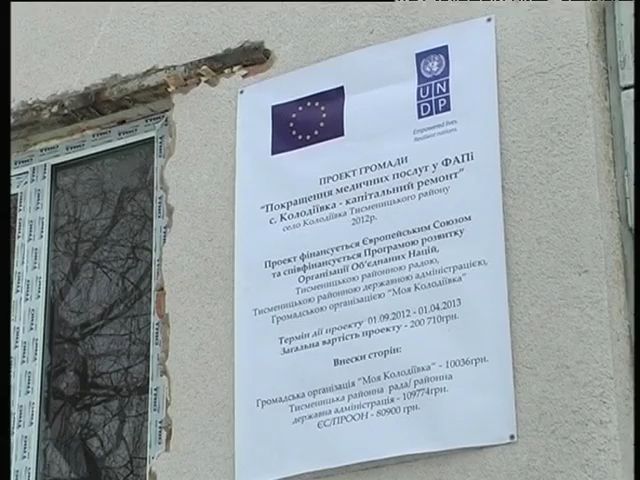 UN
DP
Empowered lives.
Resilient nations.
ПРОЕКТ ГРОМАДИ
"Покращення медичних послуг у ФАПі
с. Колодіївка - капітальний ремонт"
село Колодіївка Тисменицького району
2012р.
Проект фінансується Європейським Союзом
та співфінансується Програмою розвитку
Організації Об'єднаних Націй,
Тисменицькою районною радою,
Тисменицькою районною державною адміністрацією,
Громадською організацією "Моя Колодіївка"
Термін дії проекту 01.09.2012 - 01.04.2013
Загальна вартість проекту - 200 710грн.
Внески сторін:
Громадська організація "Моя Колодіївка" - 10036грн.
Тисменицька районна рада/ районна
державна адміністрація - 109774грн.
ЄС/ПРООН - 80900 грн.